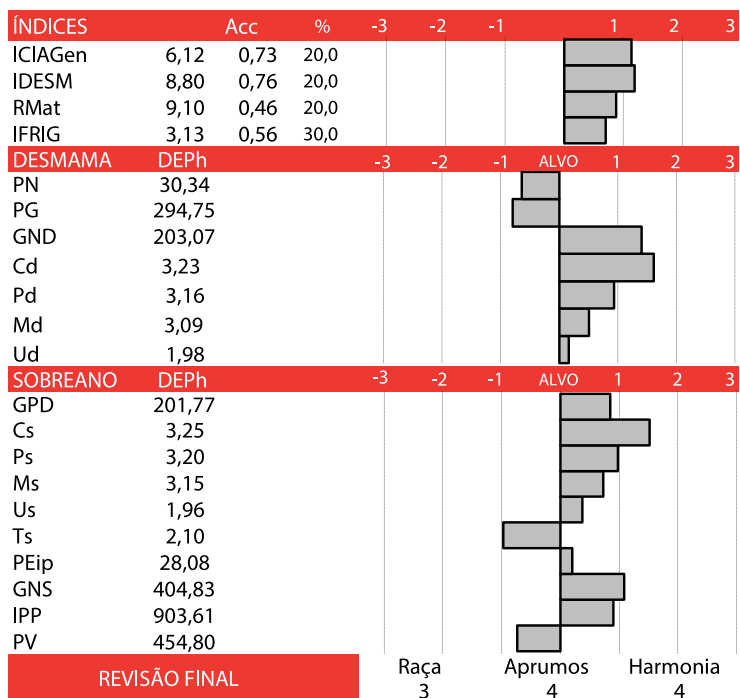 ÍNDICES Acc % -3 -2 -1 1 2 3
ICIAGen 6,12 0,73 20,0
IDESM 8,80 0,76 20,0
RMat 9,10 0,46 20,0
IFRIG 3,13 0,56 30,0
DESMAMA DEPh -3 -2 -1 ALVO 1 2 3
PN 30,34
PG 294,75
GND 203,07
Cd 3,23
Pd 3,16
Md 3,09
Ud 1,98
SOBREANO DEPh -3 -2 -1 ALVO 1 2 3
GPD 201,77
Cs 3,25
Ps 3,20
Ms 3,15
Us 1,96
Ts 2,10
PEip 28,08
GNS 404,83
IPP 903,61
PV 454,80
REVISÃO FINAL Raça Aprumos Harmonia
3 4 4